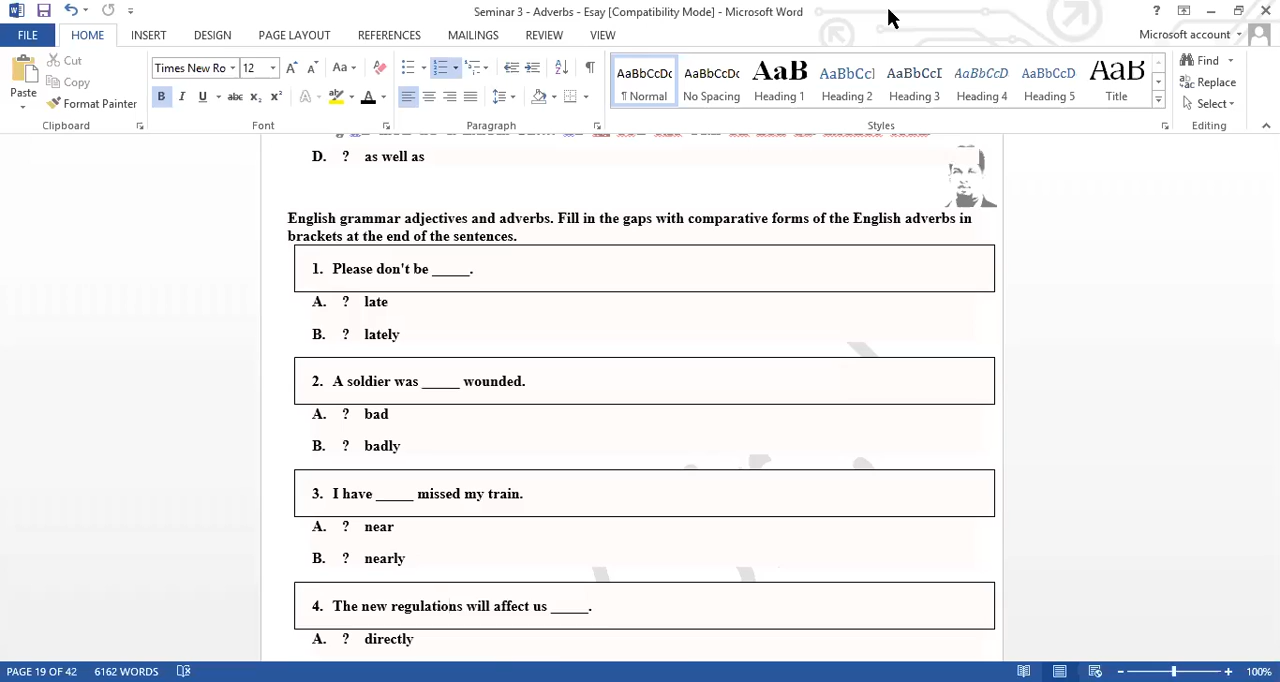 Seminar 3 - Adverbs - Esay [Compatibility Mode] - Microsoft Word
FILE HOME INSERT DESIGN PAGE LAYOUT REFERENCES MAILINGS REVIEW VIEW Microsoft account
Paste Cut Copy Format Painter
Times New Ro 12
Clipboard Font Paragraph Styles Editing
AaBbCcDc ¶ Normal
AaBbCcDc No Spacing
AaB Heading 1
AaBbCcI Heading 2
AaBbCcI Heading 3
AaBbCcD Heading 4
AaBbCcD Heading 5
AaB Title
Find
Replace
Select
D. ? as well as
English grammar adjectives and adverbs. Fill in the gaps with comparative forms of the English adverbs in
brackets at the end of the sentences.
1. Please don't be _____.
A. ? late
B. ? lately
2. A soldier was _____ wounded.
A. ? bad
B. ? badly
3. I have _____ missed my train.
A. ? near
B. ? nearly
4. The new regulations will affect us _____.
A. ? directly
PAGE 19 OF 42 6162 WORDS 100%